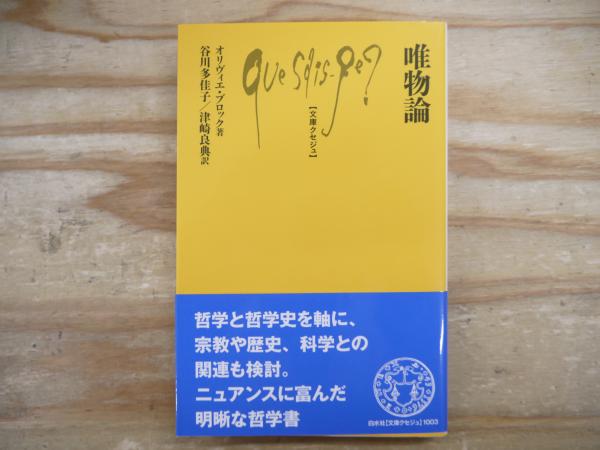 唯物論
Que Sais-Je?
【文庫クセジュ】
オリヴィエ・ブロック著
谷川多佳子／津崎良典訳
哲学と哲学史を軸に、
宗教や歴史、科学との
関連も検討。
ニュアンスに富んだ
明晰な哲学書
白水社【文庫クセジュ】1003